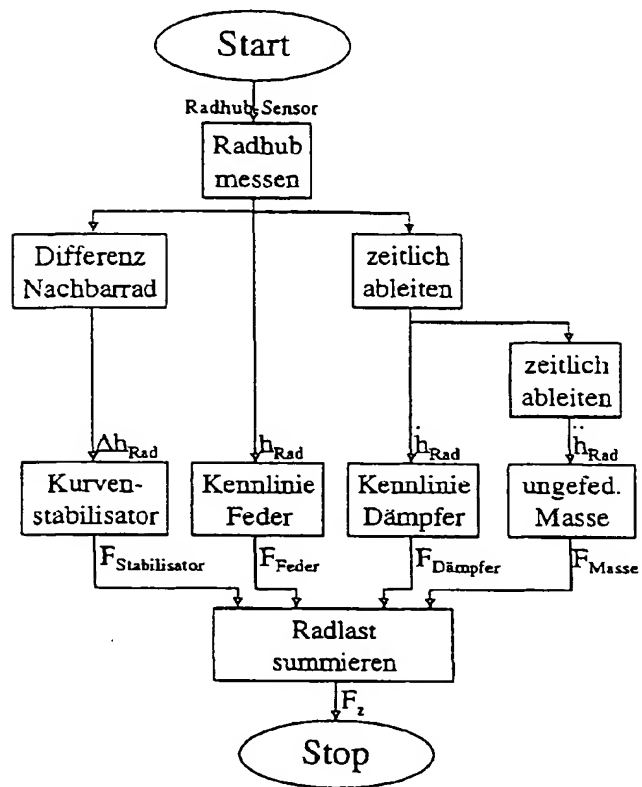 Start
Radhub-Sensor
Radhub
messen
Differenz
Nachbarrad
zeitlich
ableiten
zeitlich
ableiten
Δh_Rad
h_Rad
ḣ_Rad
ḧ_Rad
Kurven-
stabilisator
Kennlinie
Feder
Kennlinie
Dämpfer
ungefed.
Masse
F_Stabilisator
F_Feder
F_Dämpfer
F_Masse
Radlast
summieren
F_z
Stop